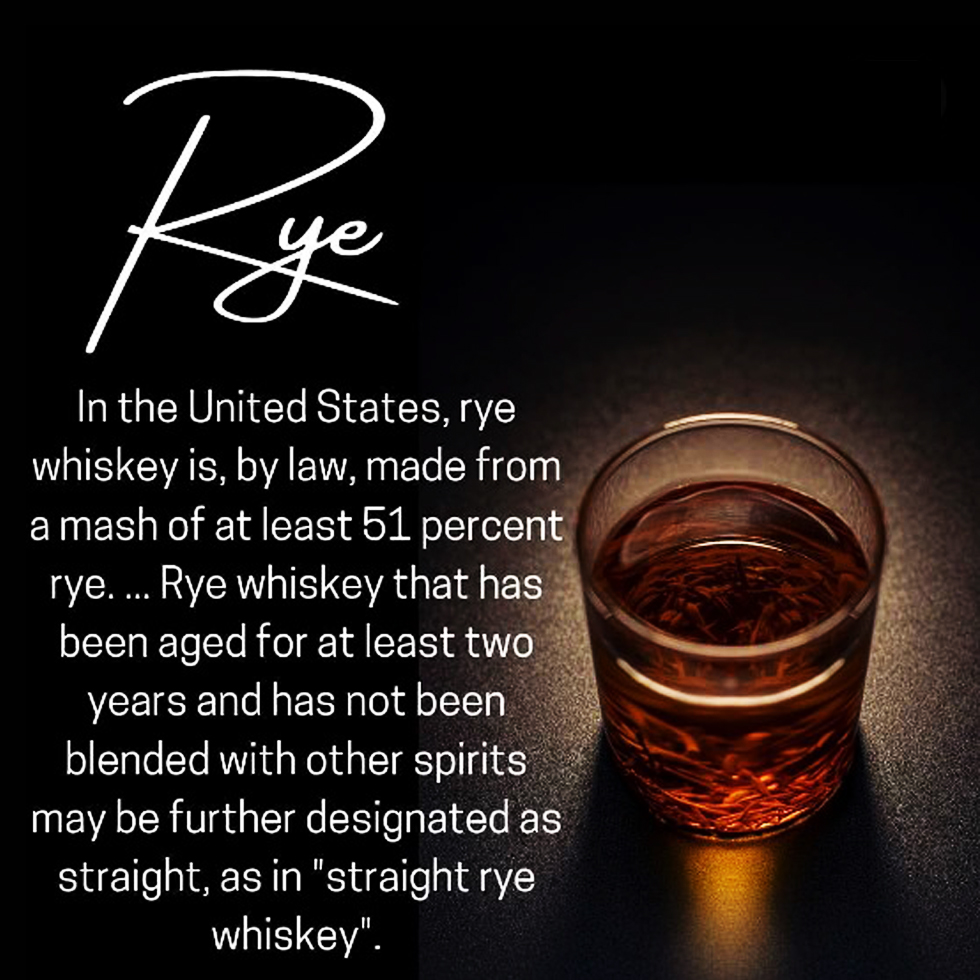 Rye
In the United States, rye
whiskey is, by law, made from
a mash of at least 51 percent
rye. ... Rye whiskey that has
been aged for at least two
years and has not been
blended with other spirits
may be further designated as
straight, as in "straight rye
whiskey".